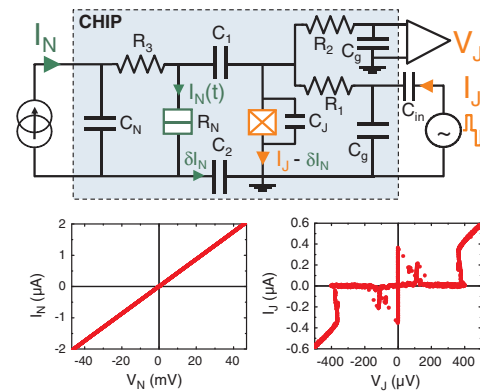 CHIP
I_N
R_3
C_1
R_2
C_g
V_J
I_N(t)
R_1
I_J
C_N
R_N
C_J
C_in
C_g
~
δI_N
C_2
I_J - δI_N
2
1
0
-1
-2
I_N (µA)
-40 -20 0 20 40
V_N (mV)
0.6
0.4
0.2
0.0
-0.2
-0.4
-0.6
I_J (µA)
-400 -200 0 200 400
V_J (µV)